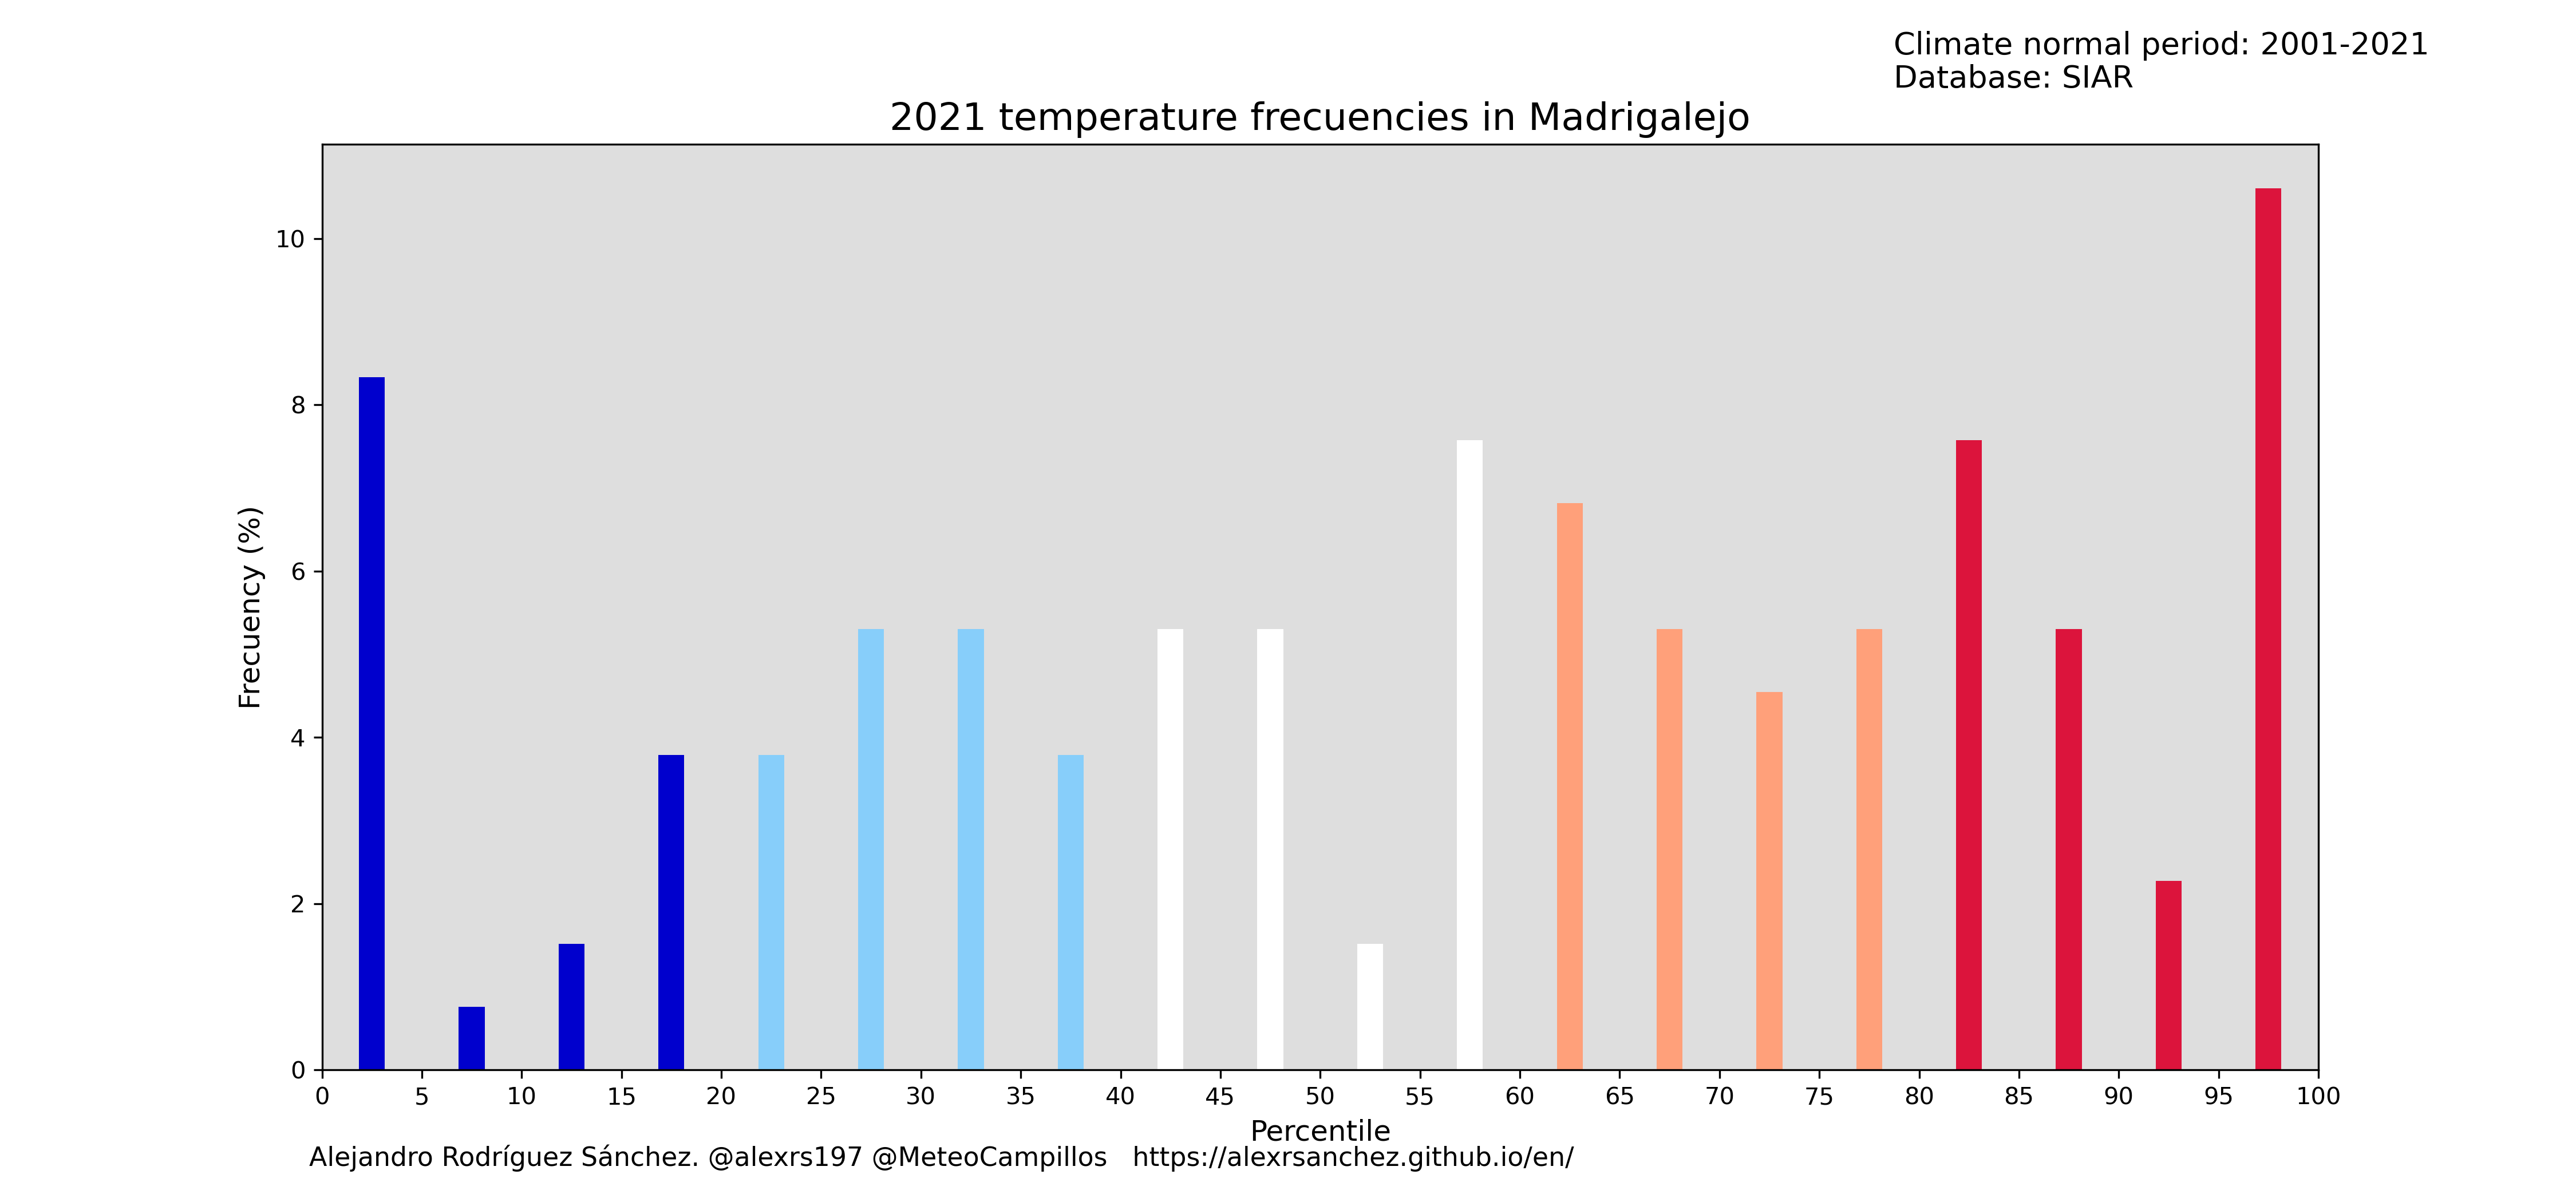 Climate normal period: 2001-2021
Database: SIAR
2021 temperature frecuencies in Madrigalejo
Frecuency (%)
10
8
6
4
2
0
0 5 10 15 20 25 30 35 40 45 50 55 60 65 70 75 80 85 90 95 100
Percentile
Alejandro Rodríguez Sánchez. @alexrs197 @MeteoCampillos https://alexrsanchez.github.io/en/